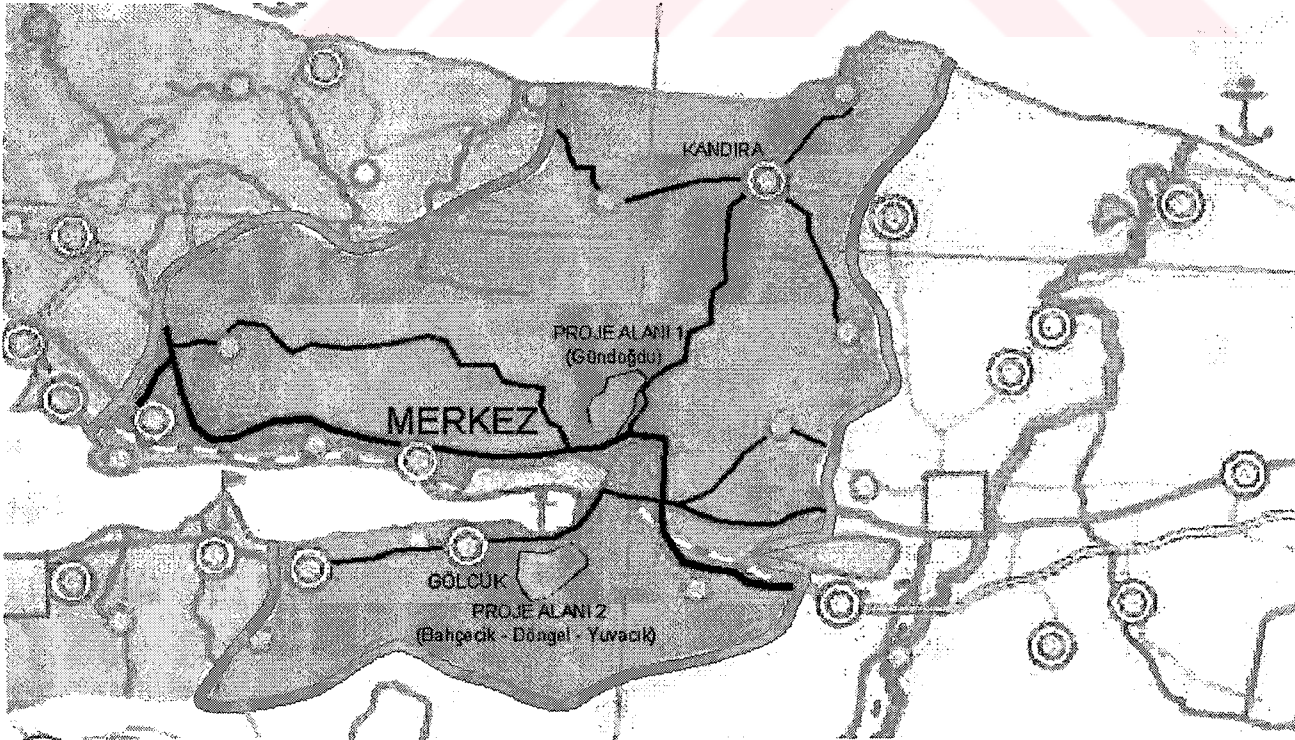 KANDIRA
PROJE ALANI 1
(Gündoğdu)
MERKEZ
GÖLCÜK
PROJE ALANI 2
(Bahçecik - Döngel - Yuvacık)